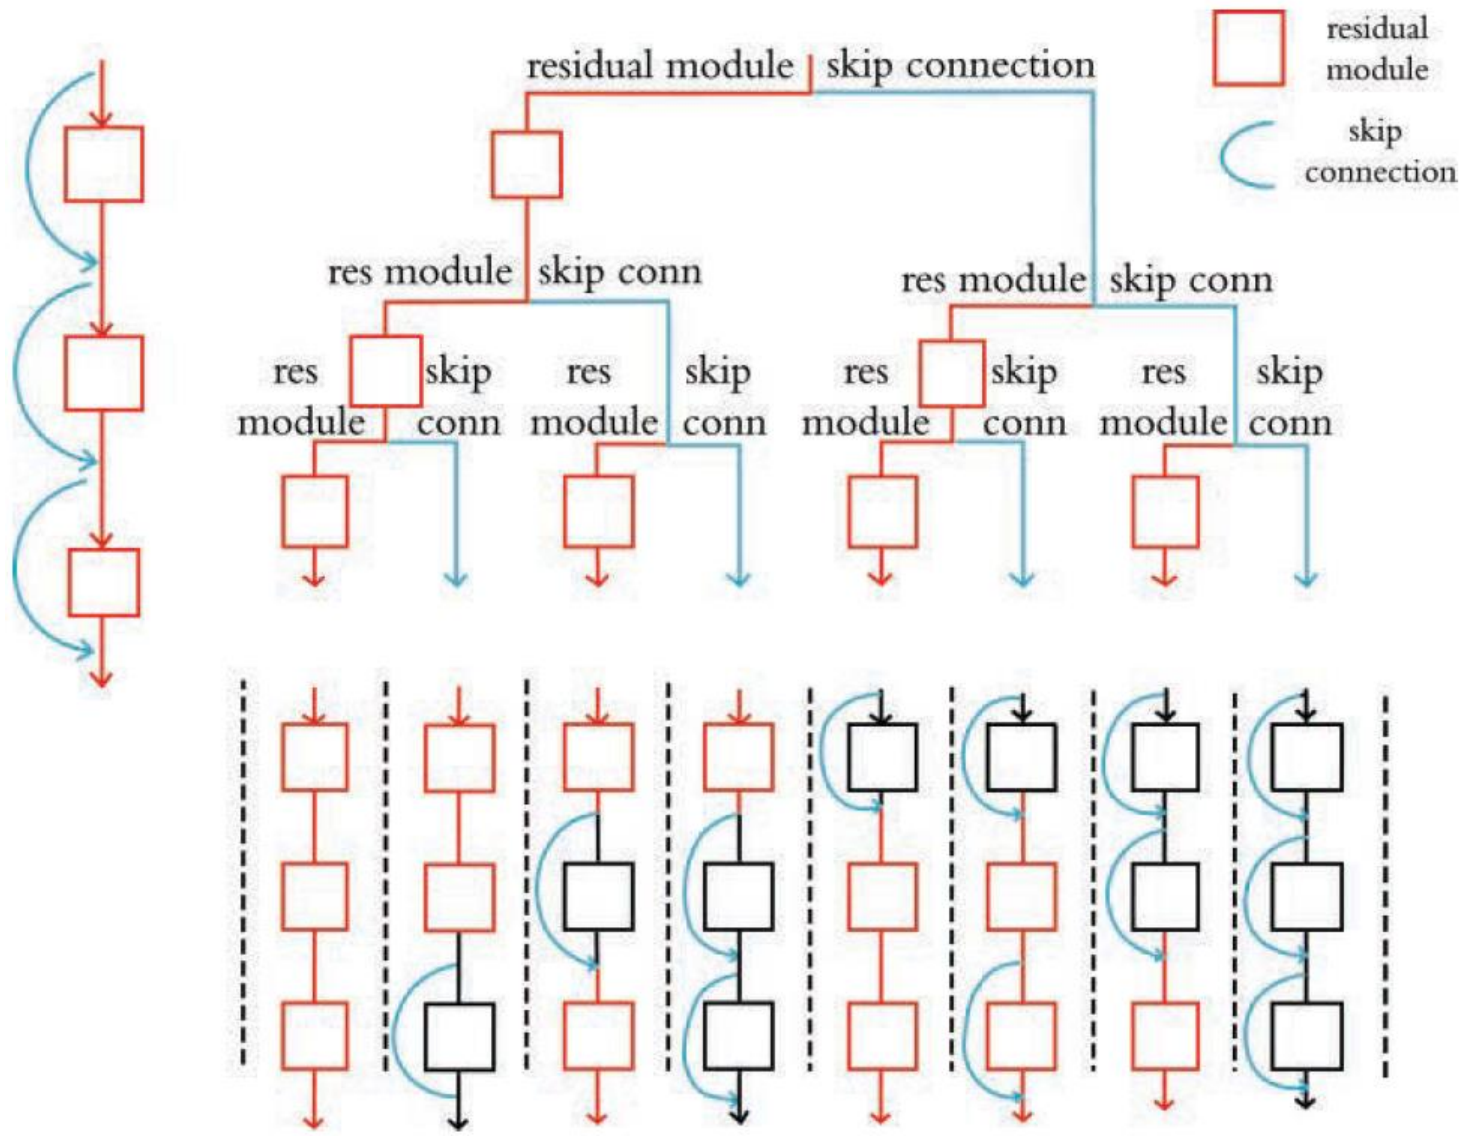 residual module skip connection
residual
module
skip
connection
res module skip conn
res module skip conn
res skip res skip res skip res skip
module conn module conn module conn module conn